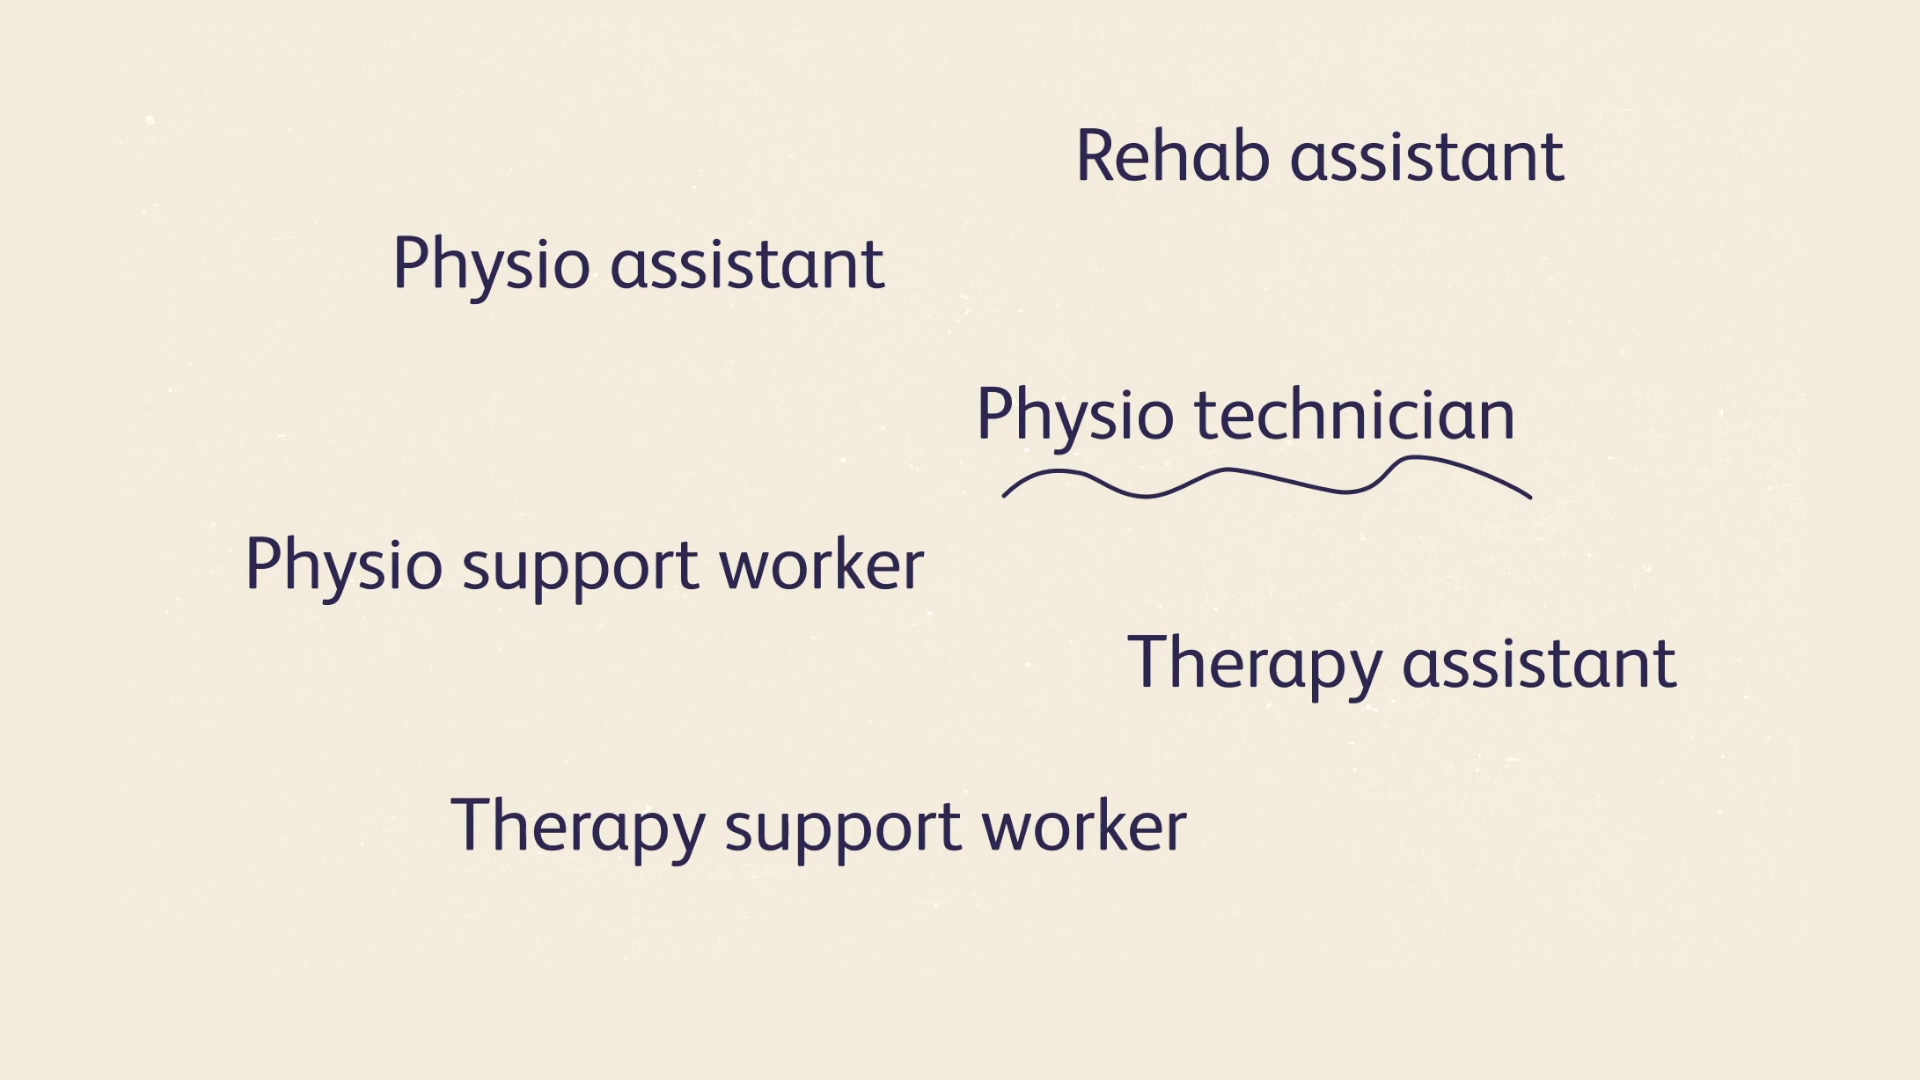 Rehab assistant
Physio assistant
Physio technician
Physio support worker
Therapy assistant
Therapy support worker